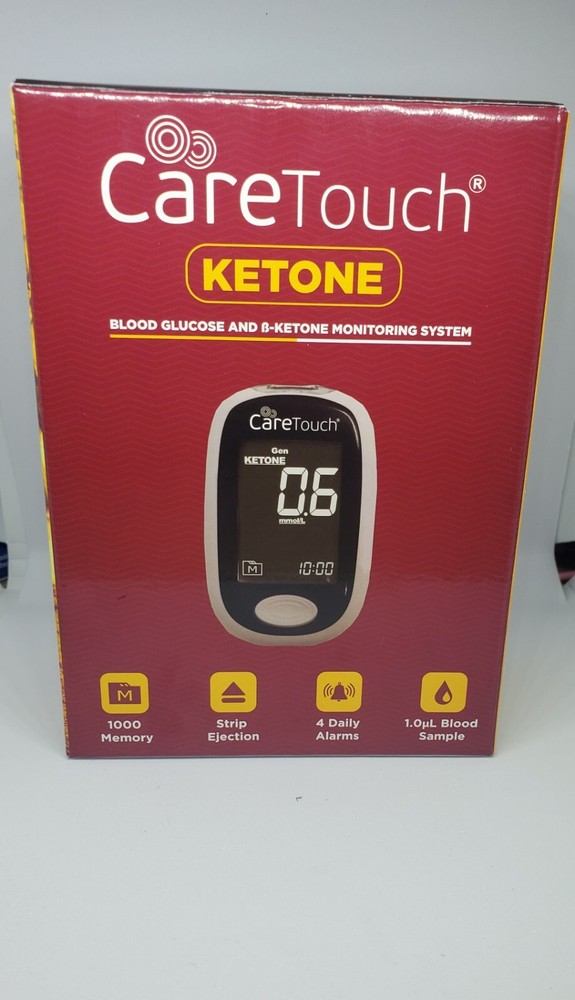 CareTouch®
KETONE
BLOOD GLUCOSE AND ß-KETONE MONITORING SYSTEM
CareTouch®
Gen
KETONE
0.6
mmol/L
M
10:00
M
1000
Memory
Strip
Ejection
4 Daily
Alarms
1.0µL Blood
Sample